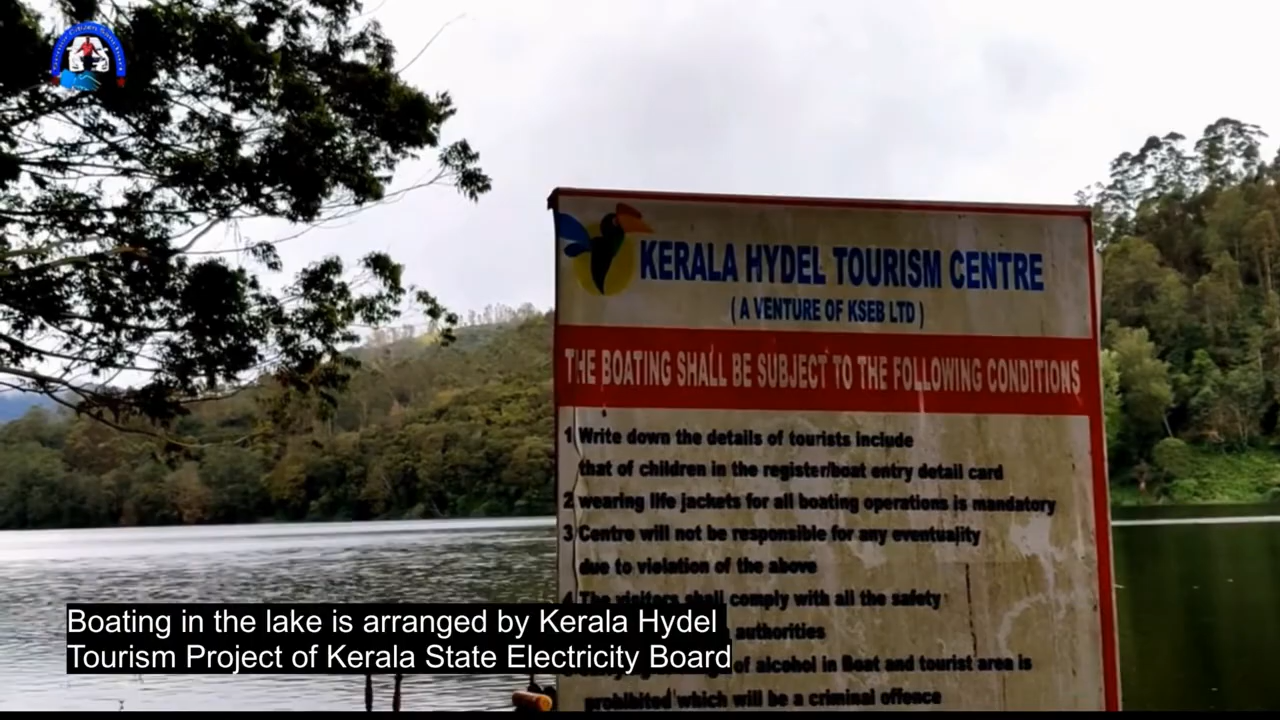 KERALA HYDEL TOURISM CENTRE
( A VENTURE OF KSEB LTD )
THE BOATING SHALL BE SUBJECT TO THE FOLLOWING CONDITIONS
1 Write down the details of tourists include
that of children in the register/boat entry detail card
2 wearing life jackets for all boating operations is mandatory
3 Centre will not be responsible for any eventuality
due to violation of the above
4 The visitors shall comply with all the safety
authorities
of alcohol in Boat and tourist area is
prohibited which will be a criminal offence
Boating in the lake is arranged by Kerala Hydel
Tourism Project of Kerala State Electricity Board